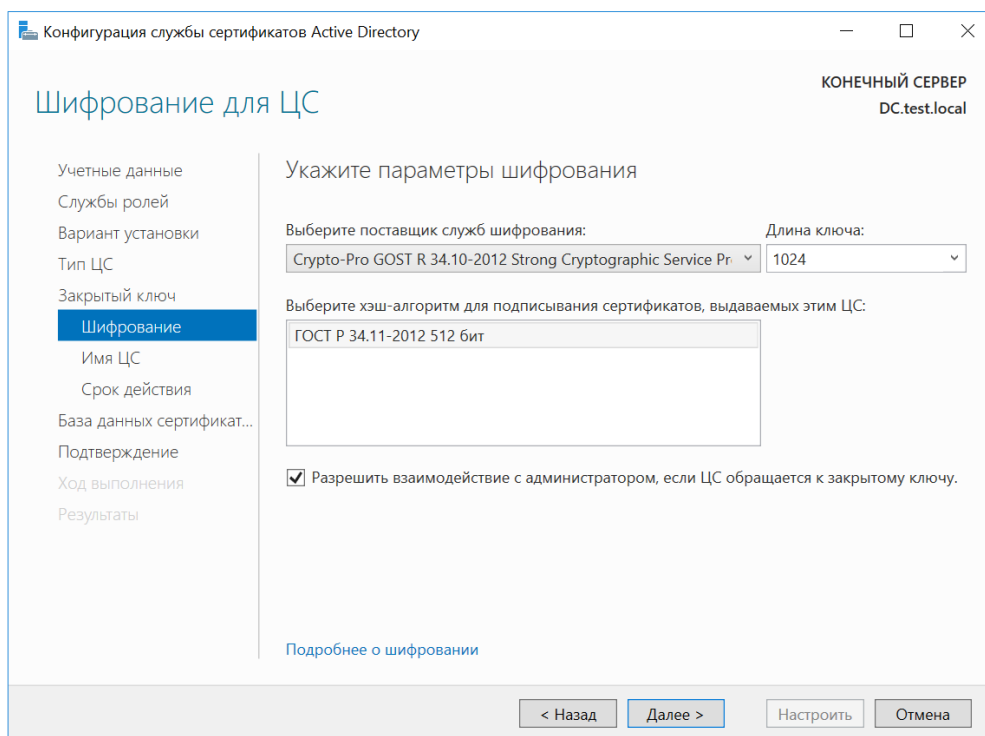 Конфигурация службы сертификатов Active Directory
Шифрование для ЦС
КОНЕЧНЫЙ СЕРВЕР
DC.test.local
Учетные данные
Службы ролей
Вариант установки
Тип ЦС
Закрытый ключ
Шифрование
Имя ЦС
Срок действия
База данных сертификат...
Подтверждение
Ход выполнения
Результаты
Укажите параметры шифрования
Выберите поставщик служб шифрования:
Длина ключа:
Crypto-Pro GOST R 34.10-2012 Strong Cryptographic Service Pr
1024
Выберите хэш-алгоритм для подписывания сертификатов, выдаваемых этим ЦС:
ГОСТ Р 34.11-2012 512 бит
Разрешить взаимодействие с администратором, если ЦС обращается к закрытому ключу.
Подробнее о шифровании
< Назад
Далее >
Настроить
Отмена